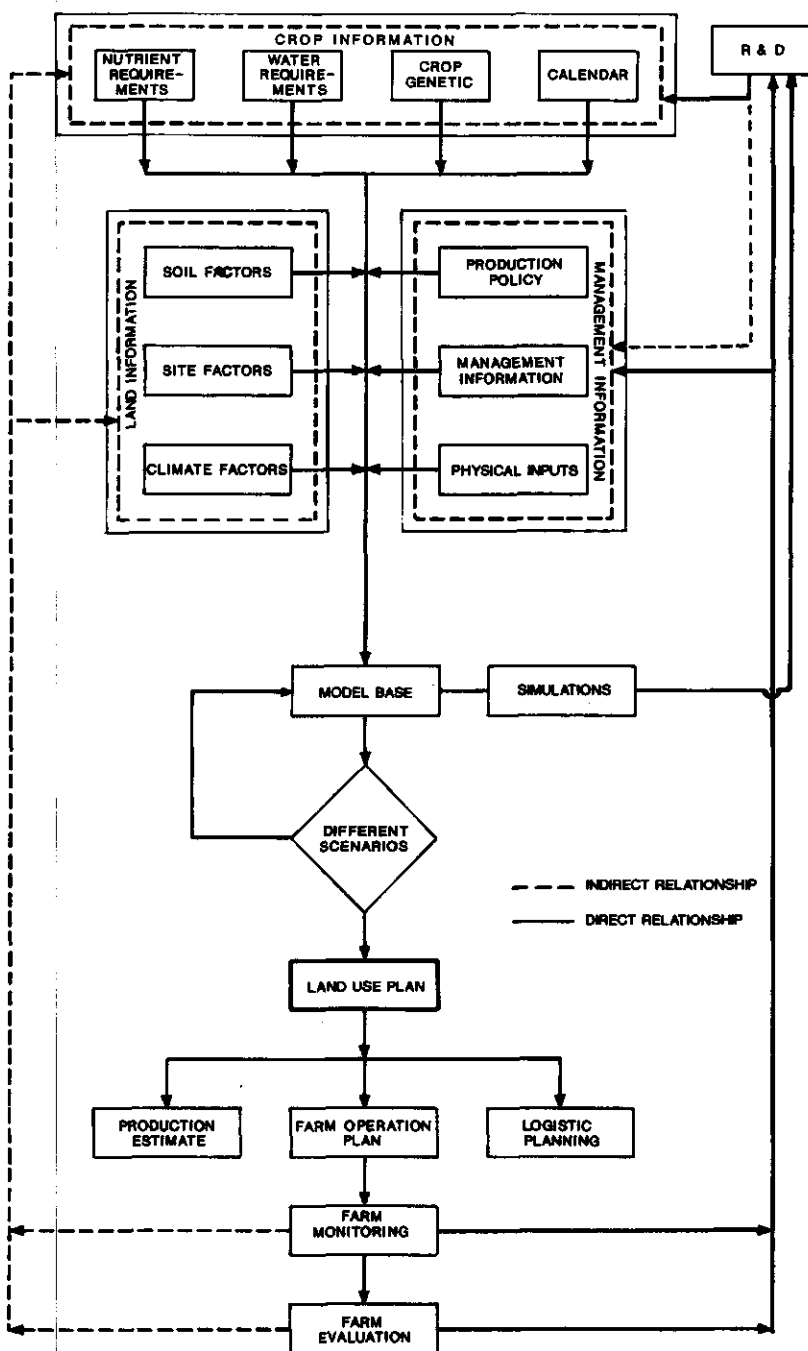 CROP INFORMATION
R & D
NUTRIENT
REQUIRE-
MENTS
WATER
REQUIRE-
MENTS
CROP
GENETIC
CALENDAR
LAND INFORMATION
SOIL FACTORS
SITE FACTORS
CLIMATE FACTORS
PRODUCTION
POLICY
MANAGEMENT
INFORMATION
PHYSICAL INPUTS
MANAGEMENT INFORMATION
MODEL BASE
SIMULATIONS
DIFFERENT
SCENARIOS
INDIRECT RELATIONSHIP
DIRECT RELATIONSHIP
LAND USE PLAN
PRODUCTION
ESTIMATE
FARM OPERATION
PLAN
LOGISTIC
PLANNING
FARM
MONITORING
FARM
EVALUATION